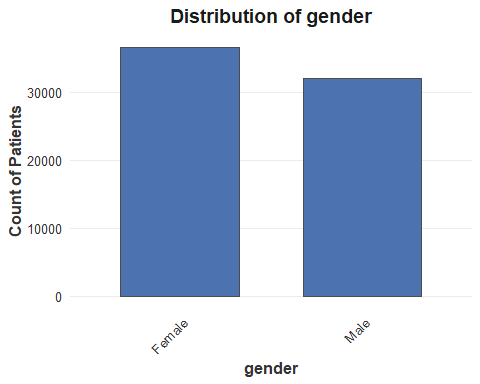 Distribution of gender
Count of Patients
30000
20000
10000
0
Female
Male
gender